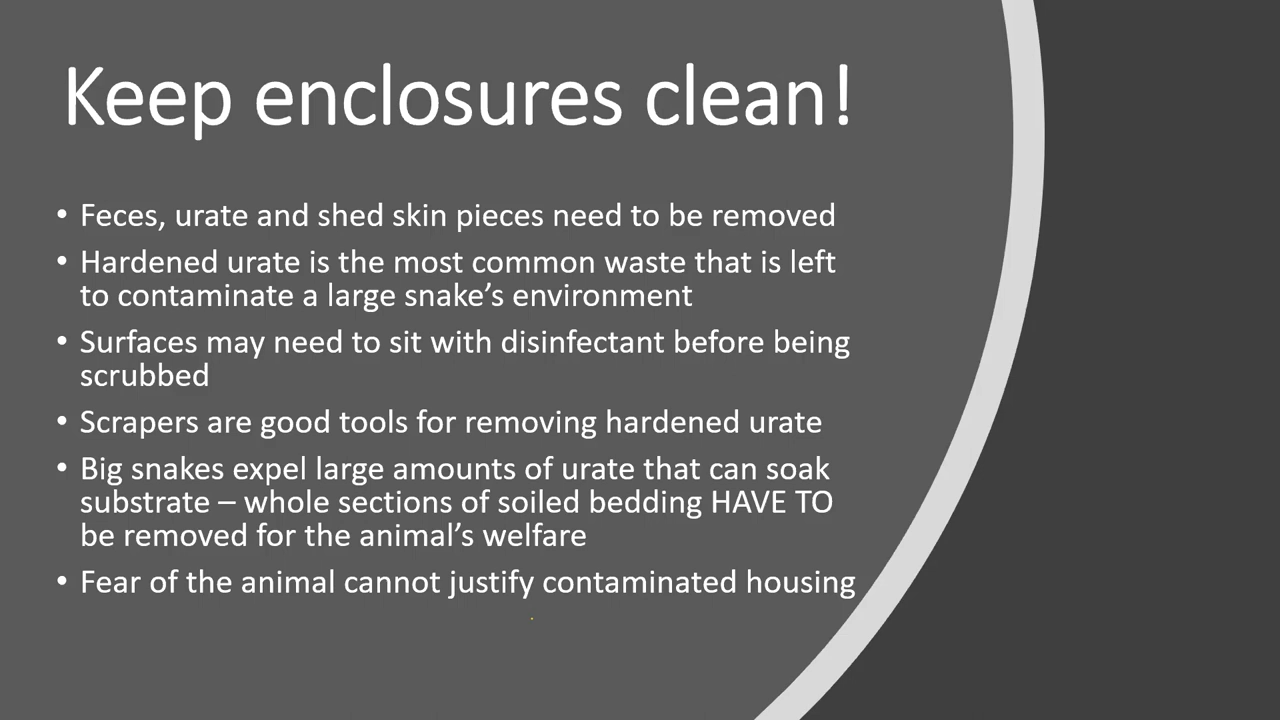 Keep enclosures clean!
• Feces, urate and shed skin pieces need to be removed
• Hardened urate is the most common waste that is left
to contaminate a large snake’s environment
• Surfaces may need to sit with disinfectant before being
scrubbed
• Scrapers are good tools for removing hardened urate
• Big snakes expel large amounts of urate that can soak
substrate – whole sections of soiled bedding HAVE TO
be removed for the animal’s welfare
• Fear of the animal cannot justify contaminated housing